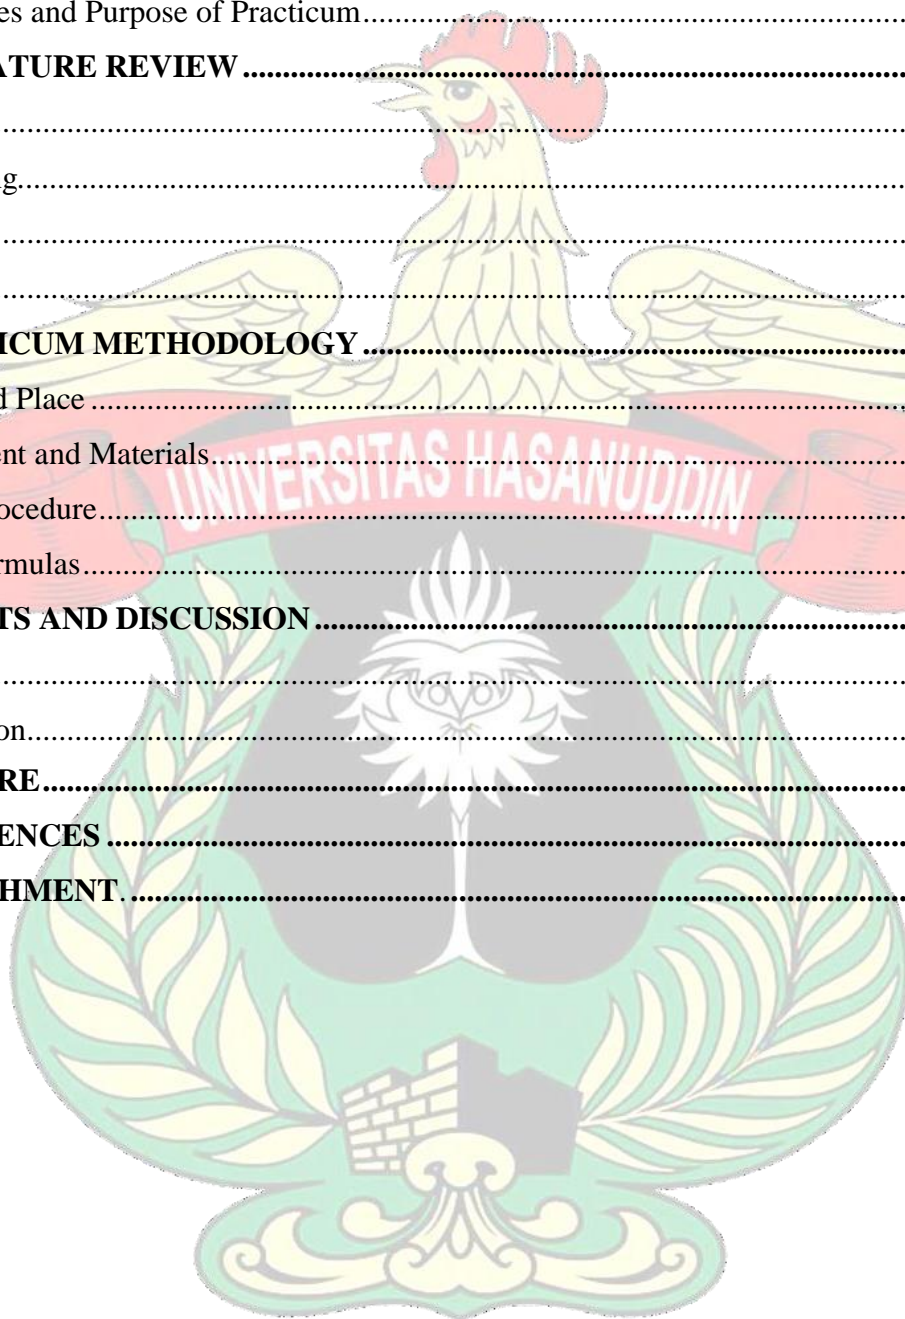 es and Purpose of Practicum................................................................
ATURE REVIEW................................................................
................................................................
g................................................................
................................................................
................................................................
ICUM METHODOLOGY................................................................
d Place................................................................
ent and Materials................................................................
UNIVERSITAS HASANUDDIN
ocedure................................................................
rmulas................................................................
TS AND DISCUSSION................................................................
................................................................
on................................................................
RE................................................................
ENCES................................................................
HMENT.................................................................